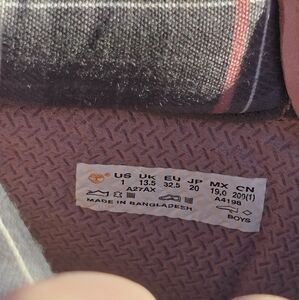 US UK EU JP MX CN
1 13.5 32.5 20 19,0 200(1)
A27AX A4198
MADE IN BANGLADESH BOYS